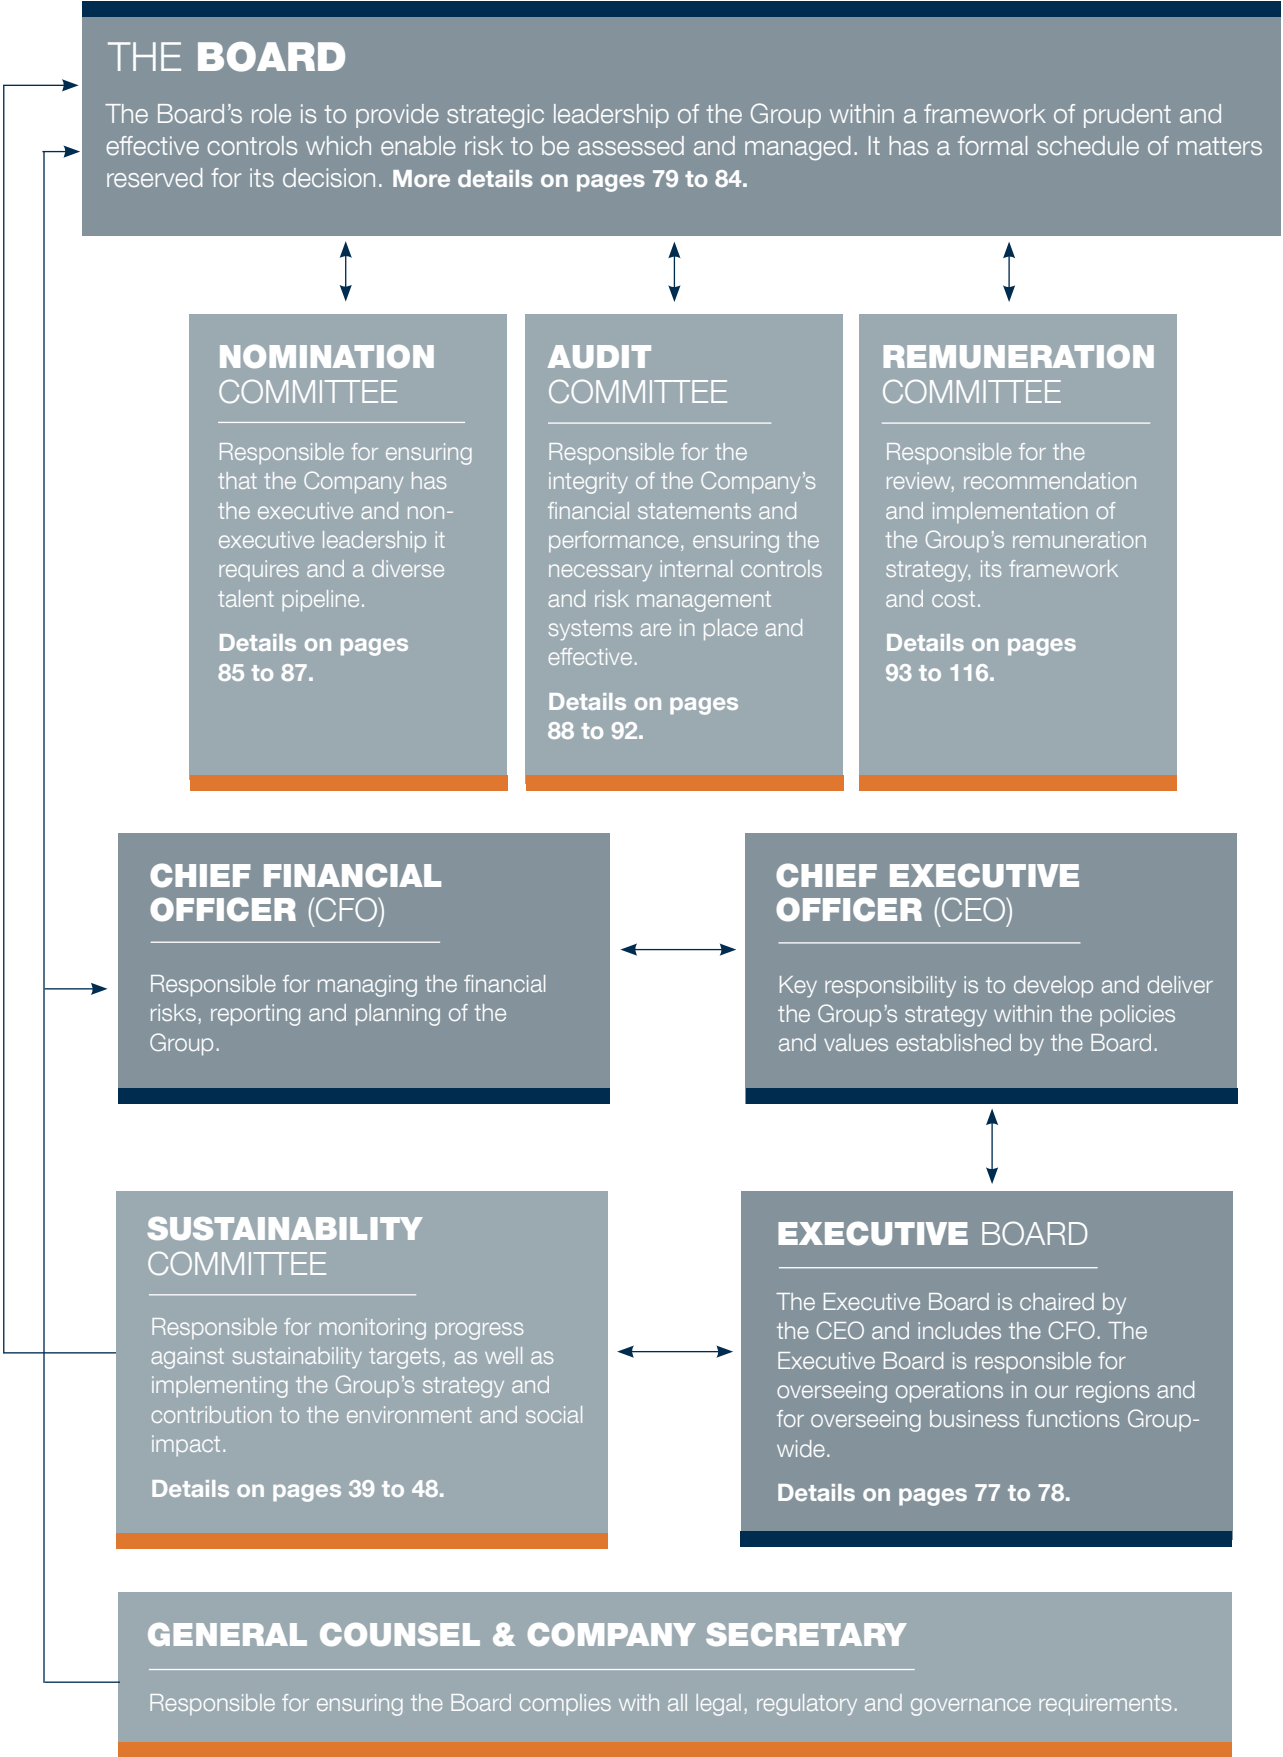 THE BOARD
The Board's role is to provide strategic leadership of the Group within a framework of prudent and
effective controls which enable risk to be assessed and managed. It has a formal schedule of matters
reserved for its decision. More details on pages 79 to 84.
NOMINATION
COMMITTEE
Responsible for ensuring
that the Company has
the executive and non-
executive leadership it
requires and a diverse
talent pipeline.
Details on pages
85 to 87.
AUDIT
COMMITTEE
Responsible for the
integrity of the Company's
financial statements and
performance, ensuring the
necessary internal controls
and risk management
systems are in place and
effective.
Details on pages
88 to 92.
REMUNERATION
COMMITTEE
Responsible for the
review, recommendation
and implementation of
the Group's remuneration
strategy, its framework
and cost.
Details on pages
93 to 116.
CHIEF FINANCIAL
OFFICER (CFO)
Responsible for managing the financial
risks, reporting and planning of the
Group.
CHIEF EXECUTIVE
OFFICER (CEO)
Key responsibility is to develop and deliver
the Group's strategy within the policies
and values established by the Board.
SUSTAINABILITY
COMMITTEE
Responsible for monitoring progress
against sustainability targets, as well as
implementing the Group's strategy and
contribution to the environment and social
impact.
Details on pages 39 to 48.
EXECUTIVE BOARD
The Executive Board is chaired by
the CEO and includes the CFO. The
Executive Board is responsible for
overseeing operations in our regions and
for overseeing business functions Group-
wide.
Details on pages 77 to 78.
GENERAL COUNSEL & COMPANY SECRETARY
Responsible for ensuring the Board complies with all legal, regulatory and governance requirements.